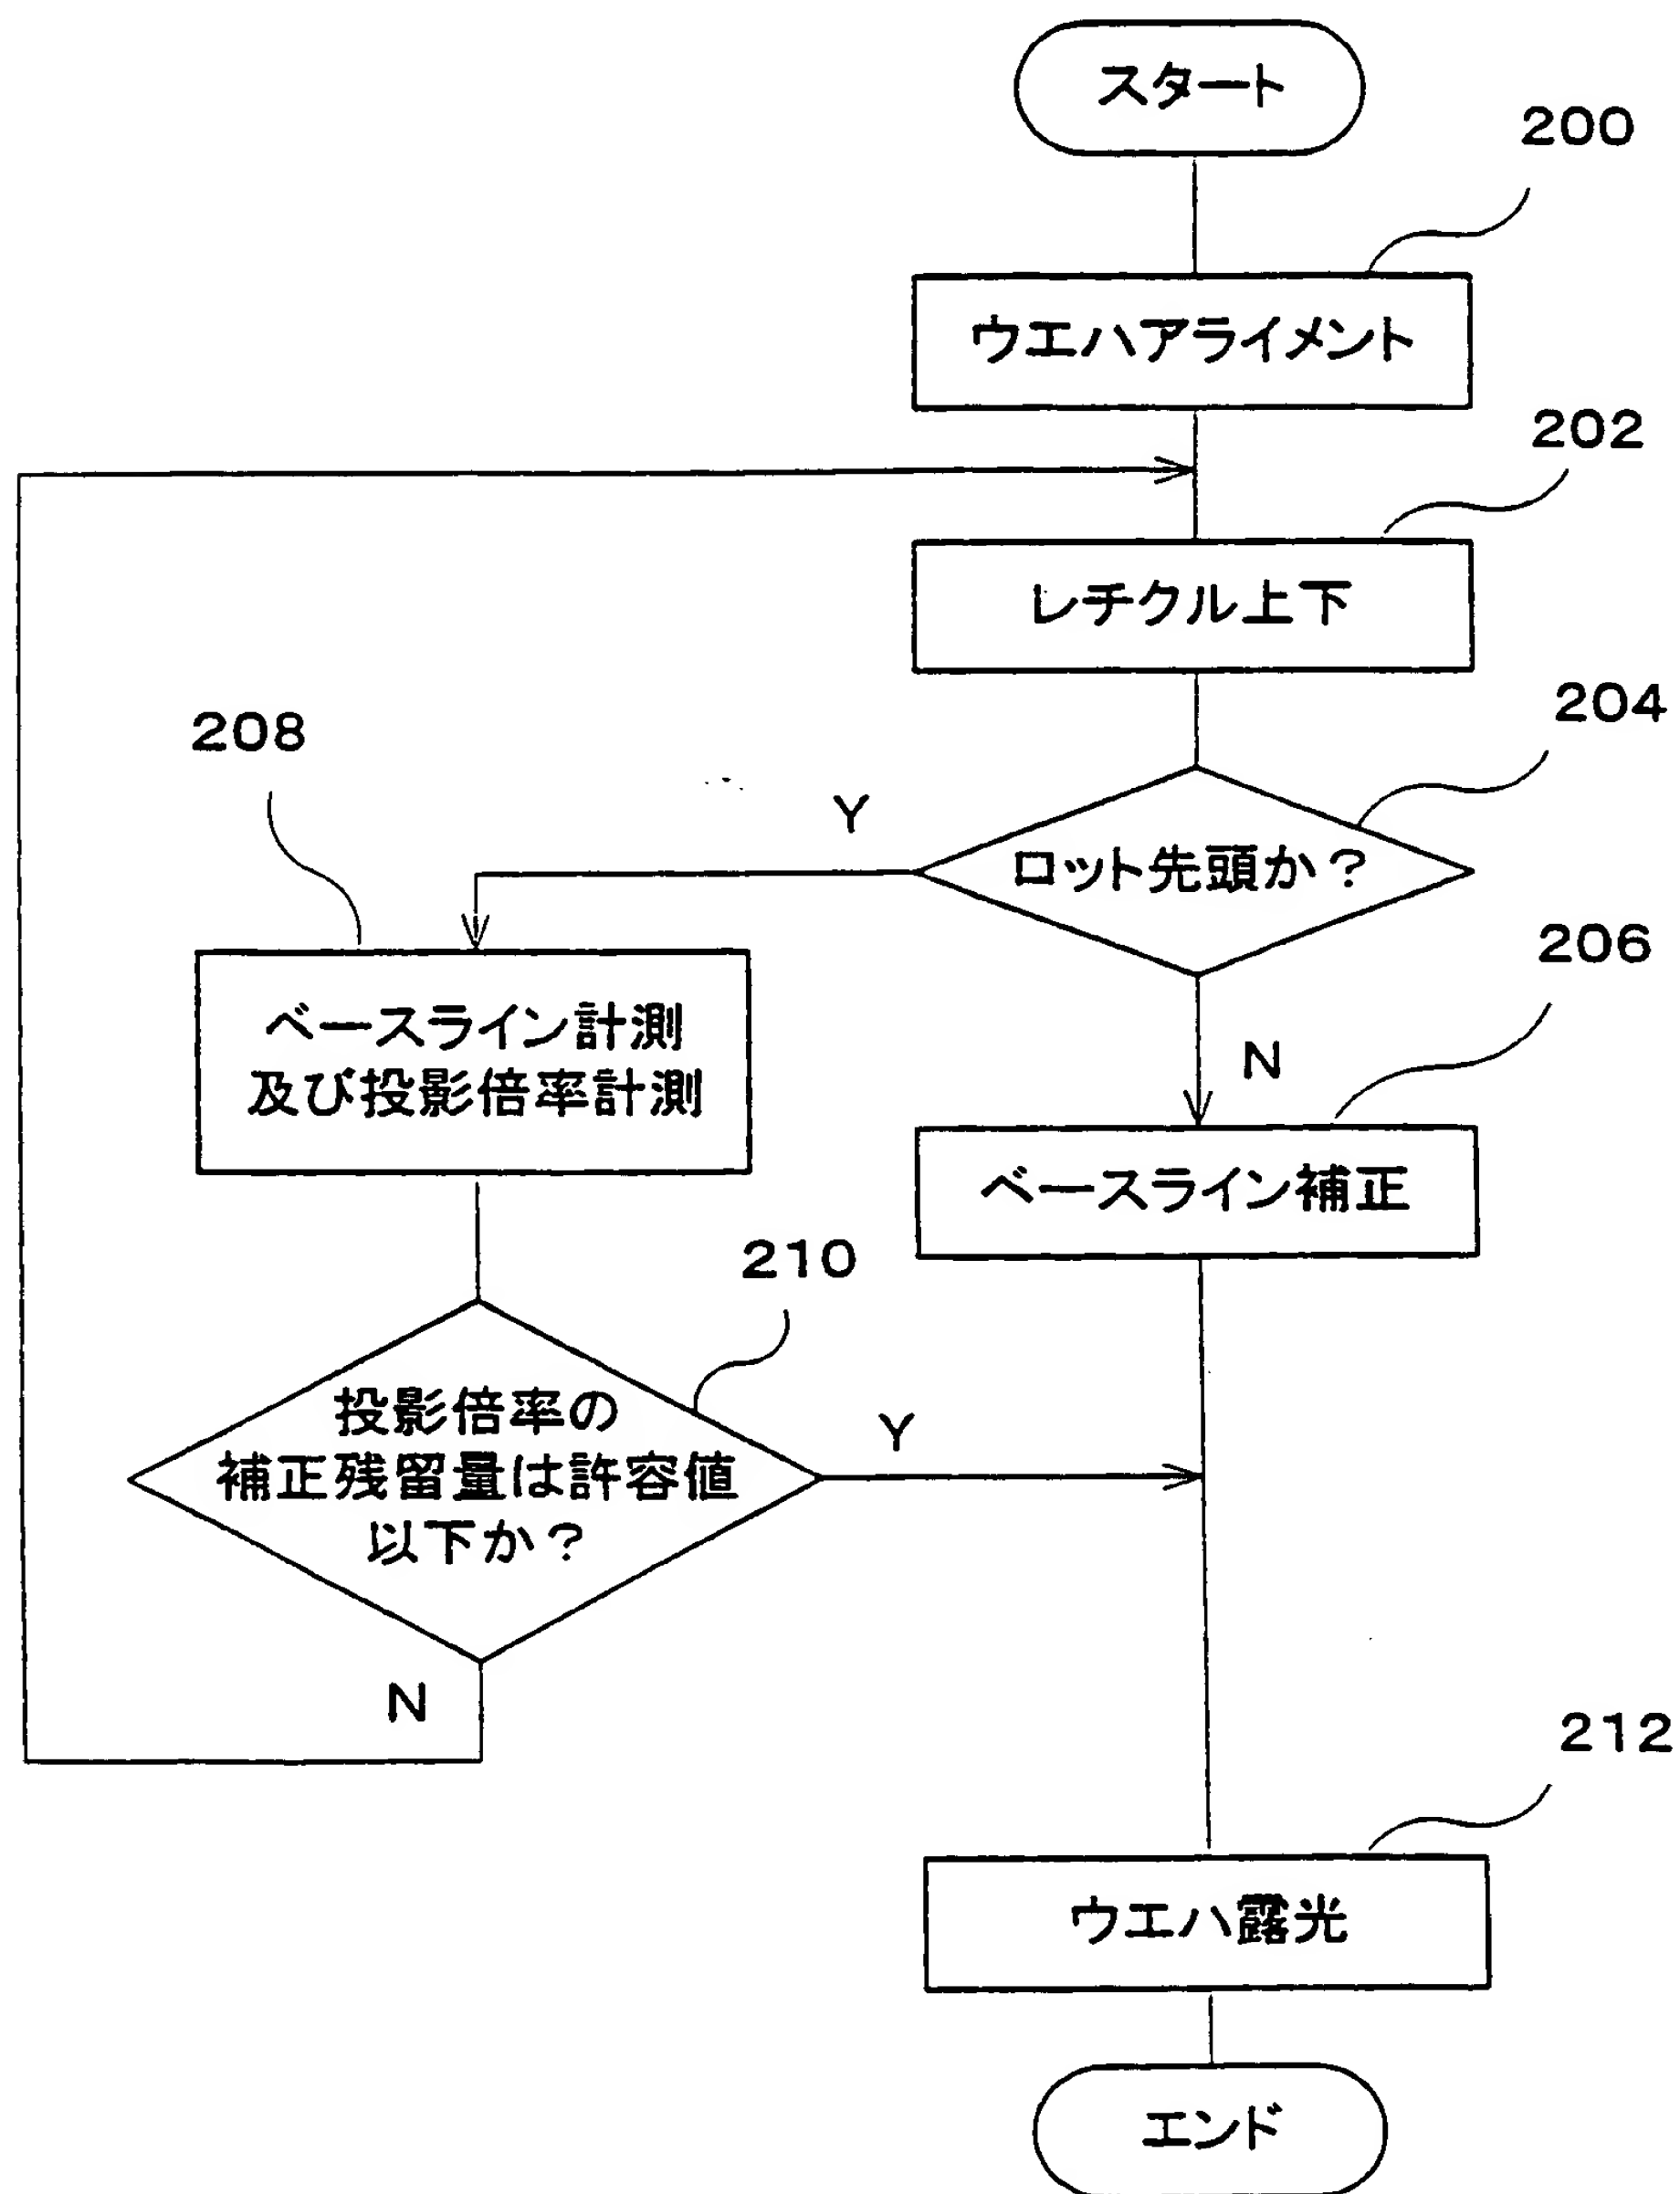 スタート
200
ウエハアライメント
202
レチクル上下
204
ロット先頭か？
Y
208
ベースライン計測
及び投影倍率計測
N
206
ベースライン補正
210
投影倍率の
補正残留量は許容値
以下か？
Y
N
212
ウエハ露光
エンド